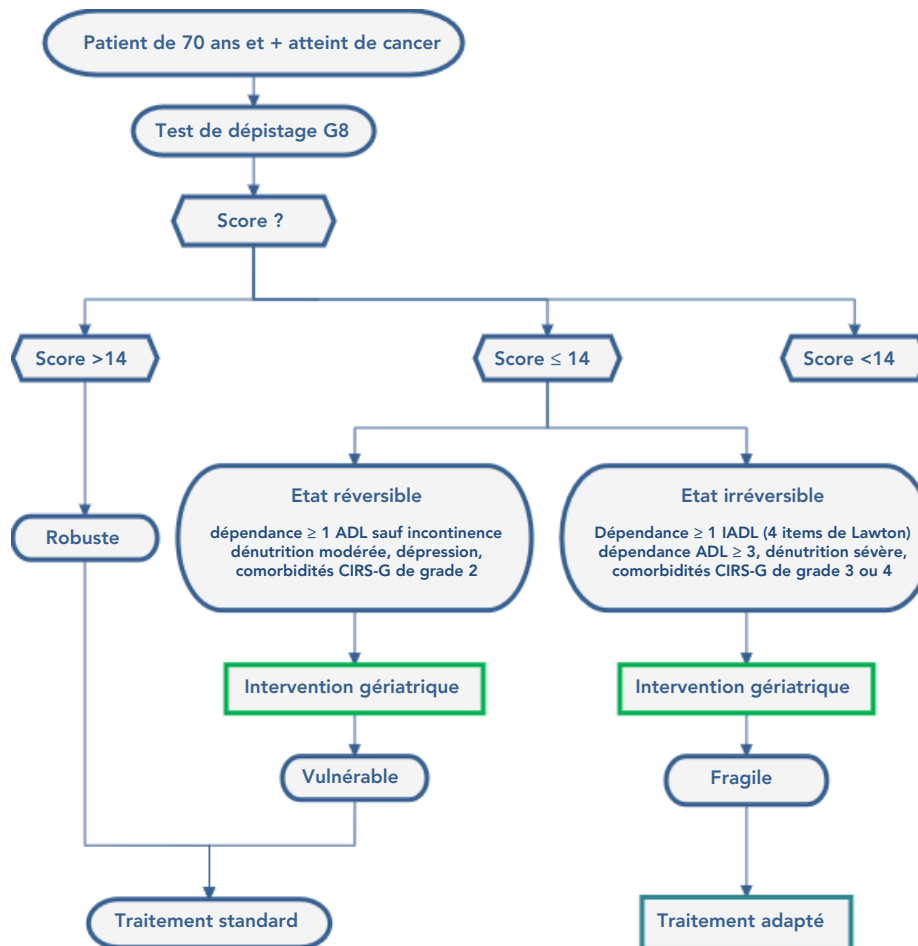 Patient de 70 ans et + atteint de cancer
Test de dépistage G8
Score ?
Score >14
Score ≤ 14
Score <14
Etat réversible
dépendance ≥ 1 ADL sauf incontinence
dénutrition modérée, dépression,
comorbidités CIRS-G de grade 2
Etat irréversible
Dépendance ≥ 1 IADL (4 items de Lawton)
dépendance ADL ≥ 3, dénutrition sévère,
comorbidités CIRS-G de grade 3 ou 4
Robuste
Intervention gériatrique
Intervention gériatrique
Vulnérable
Fragile
Traitement standard
Traitement adapté